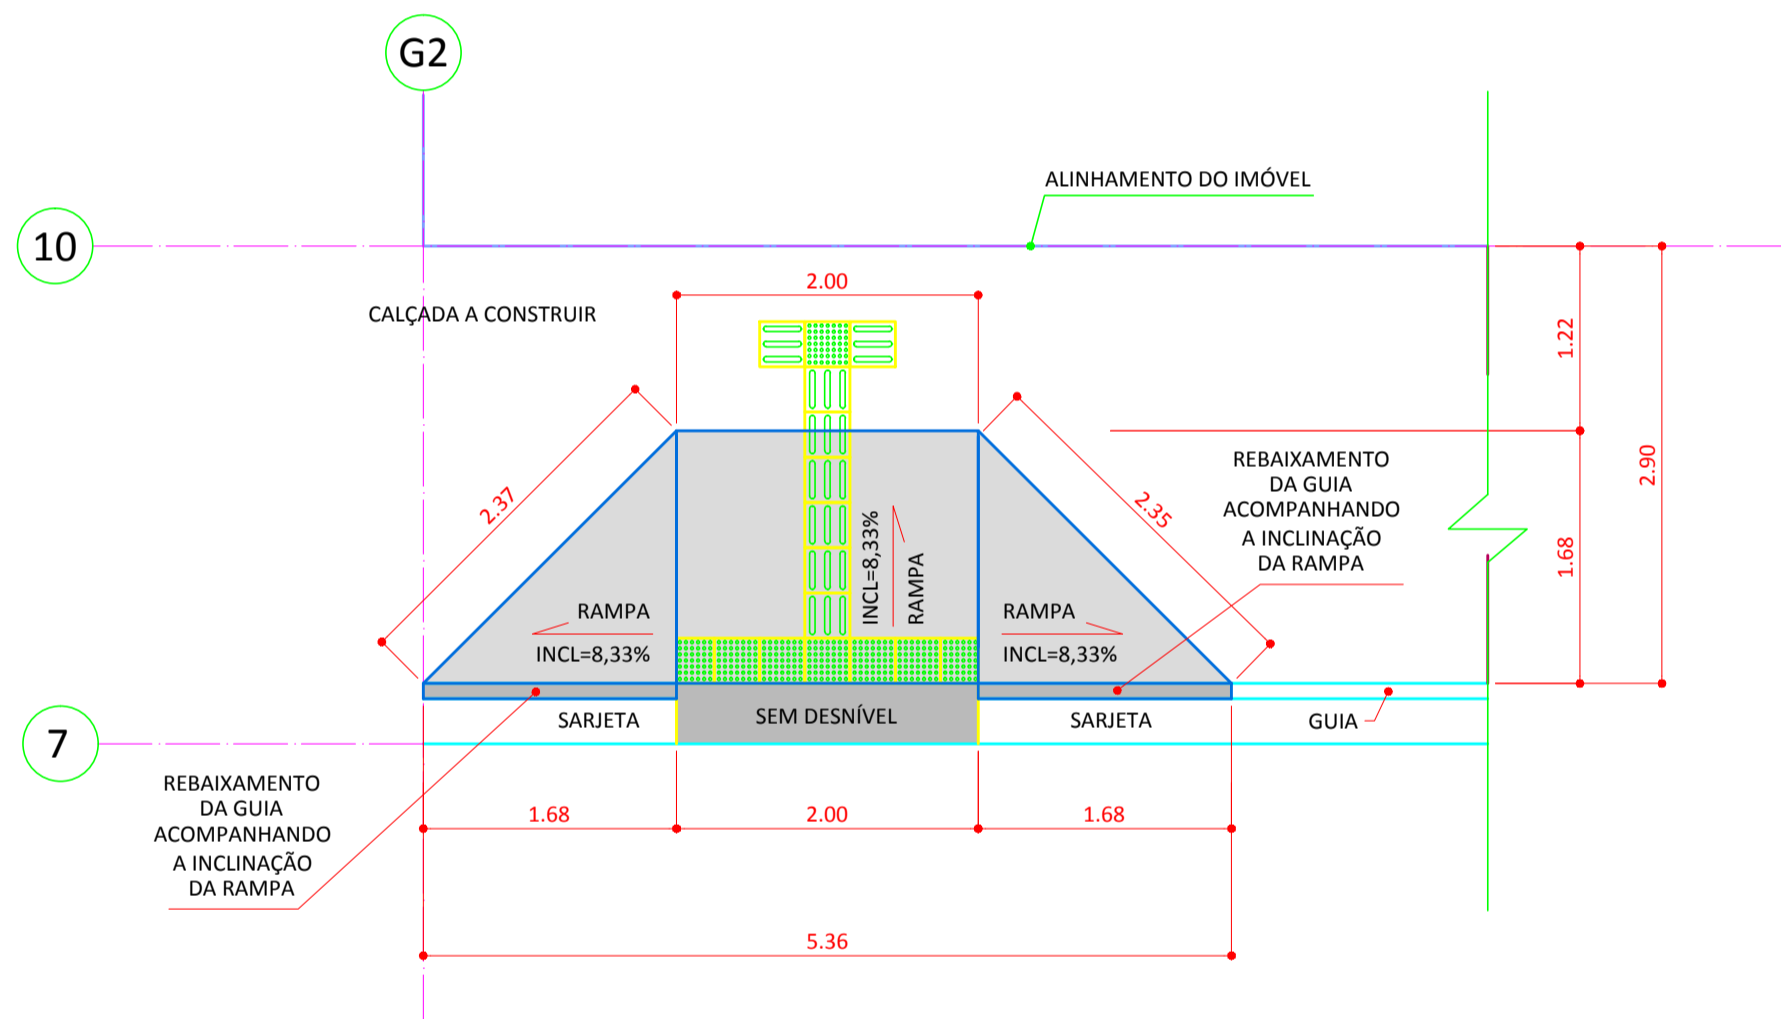 G2
10
7
ALINHAMENTO DO IMÓVEL
CALÇADA A CONSTRUIR
2.00
1.22
2.90
1.68
2.37
2.35
REBAIXAMENTO
DA GUIA
ACOMPANHANDO
A INCLINAÇÃO
DA RAMPA
INCL=8,33%
RAMPA
RAMPA
INCL=8,33%
RAMPA
INCL=8,33%
SARJETA
SEM DESNÍVEL
SARJETA
GUIA
REBAIXAMENTO
DA GUIA
ACOMPANHANDO
A INCLINAÇÃO
DA RAMPA
1.68
2.00
1.68
5.36